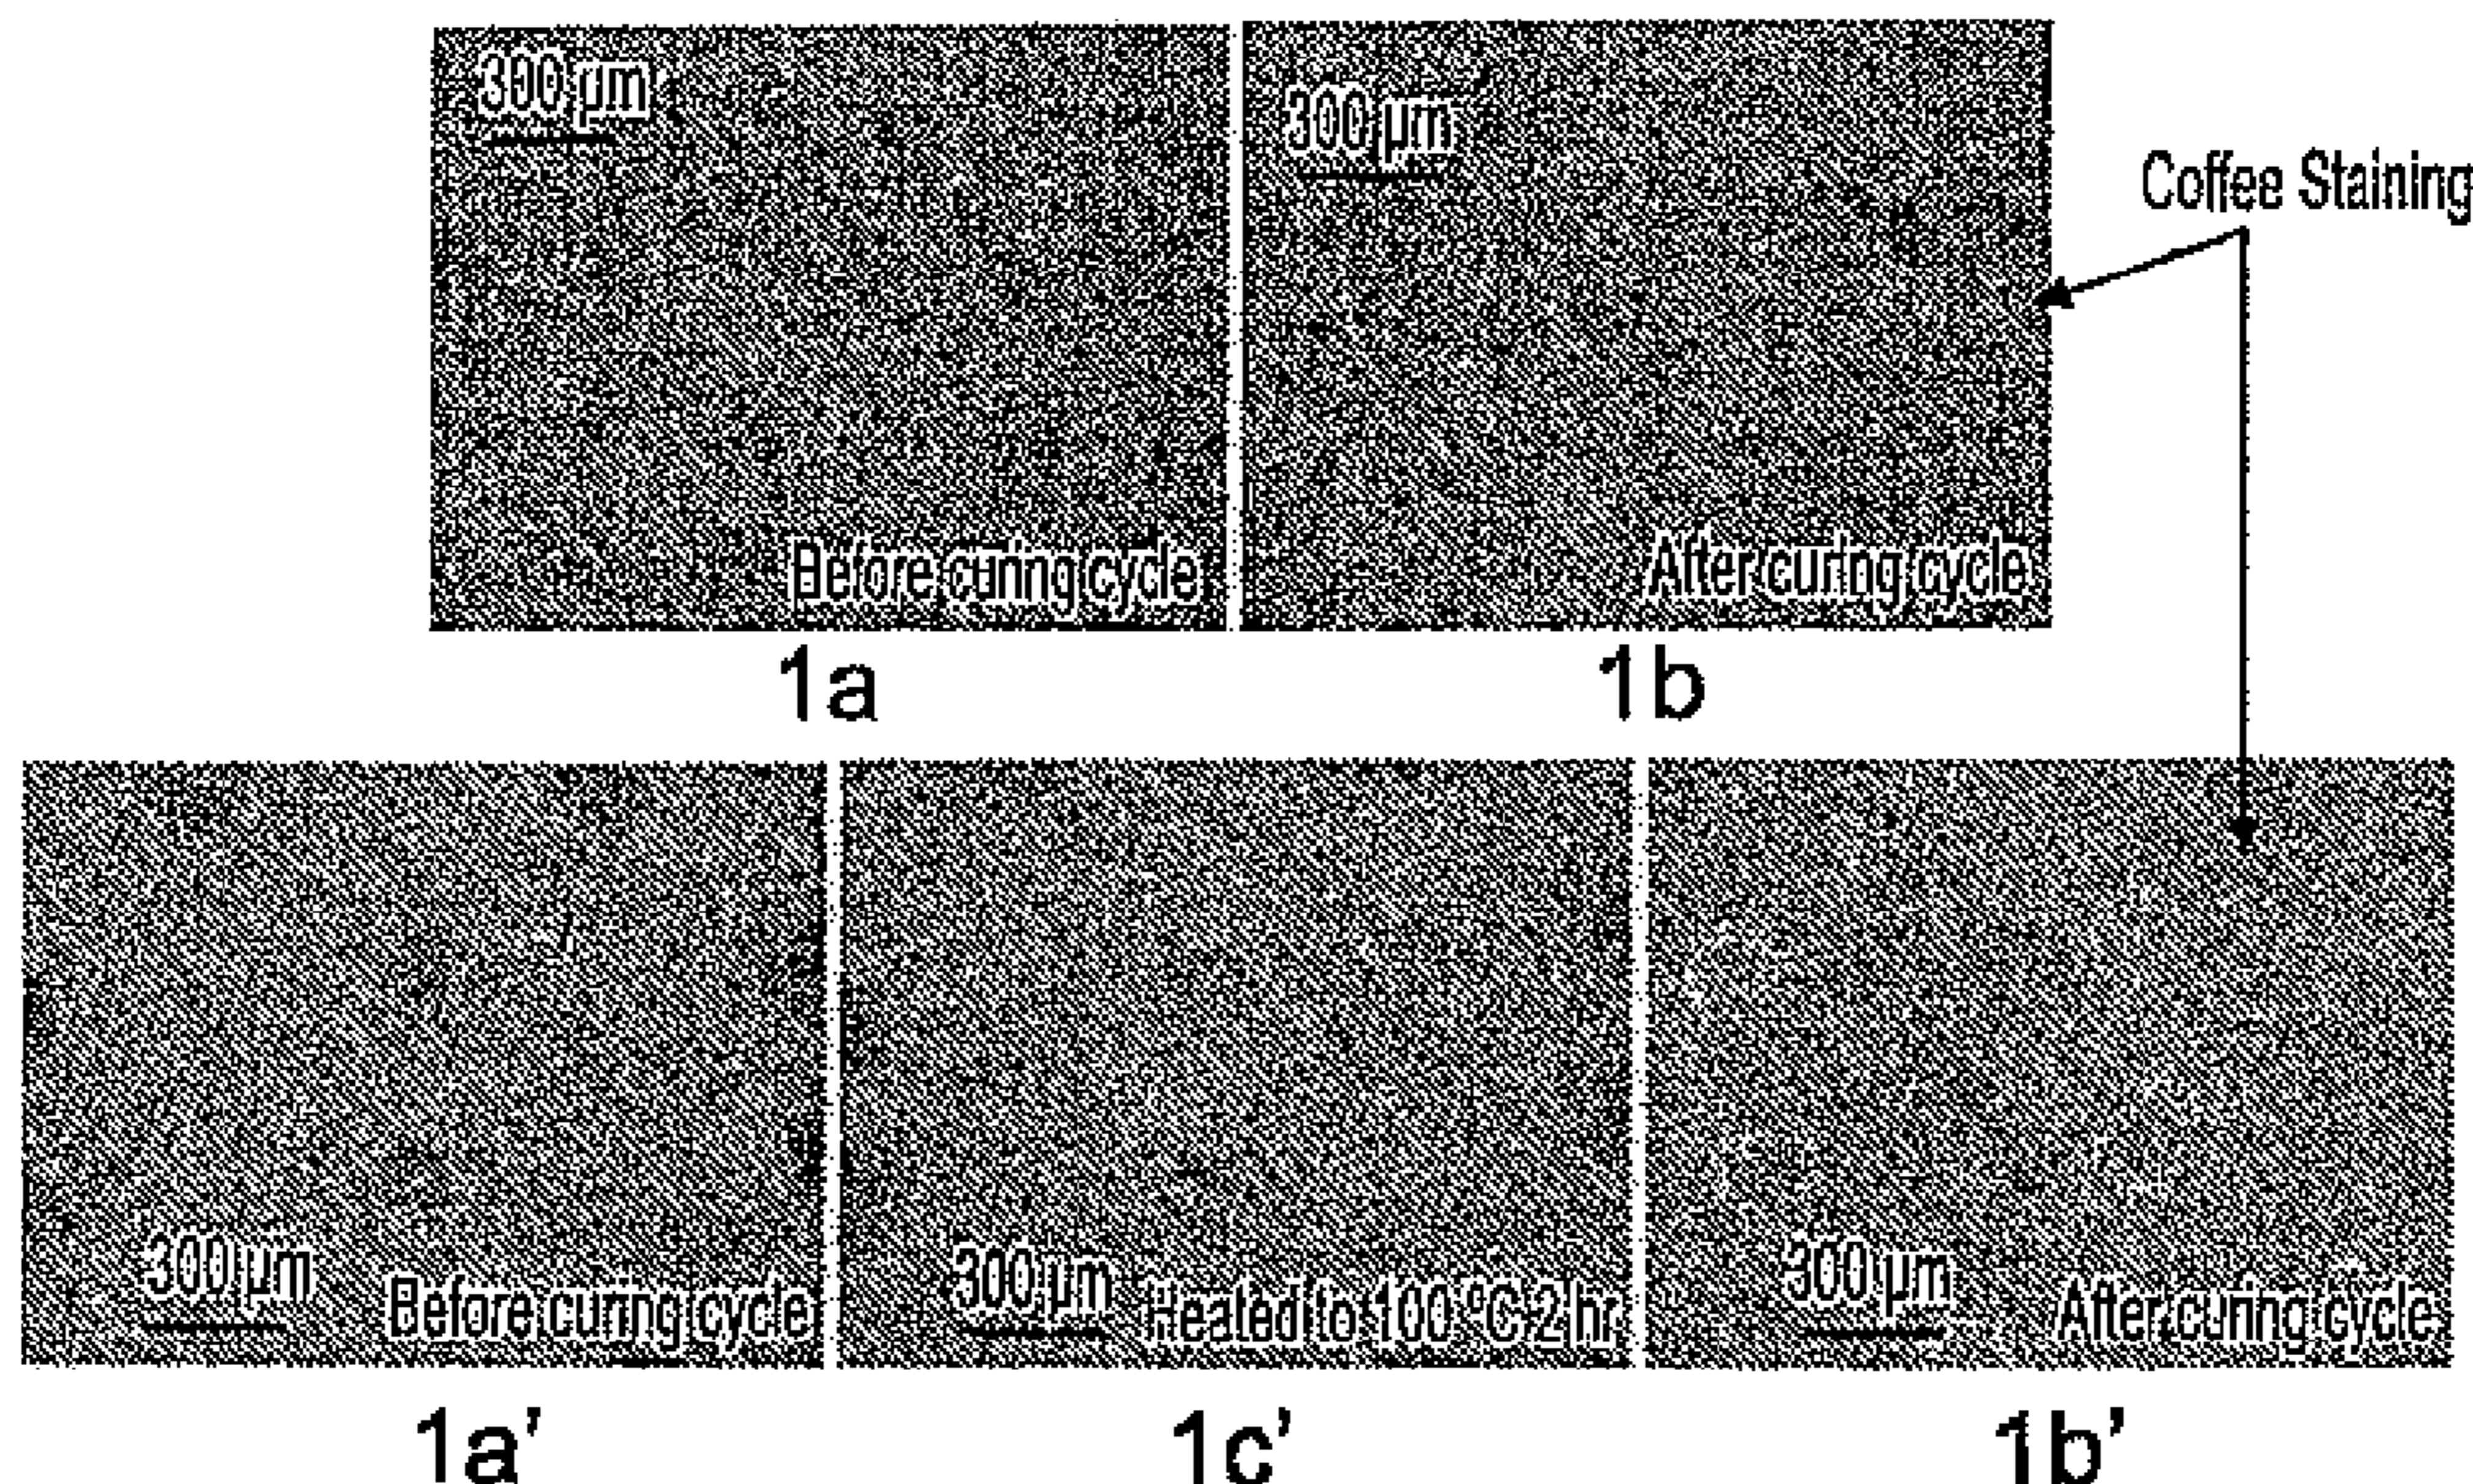 300 µm
300 µm
Coffee Staining
Before curing cycle
After curing cycle
1a
1b
300 µm
Before curing cycle
300 µm
Heated to 100 ºC 2 hr
300 µm
After curing cycle
1a’
1c’
1b’